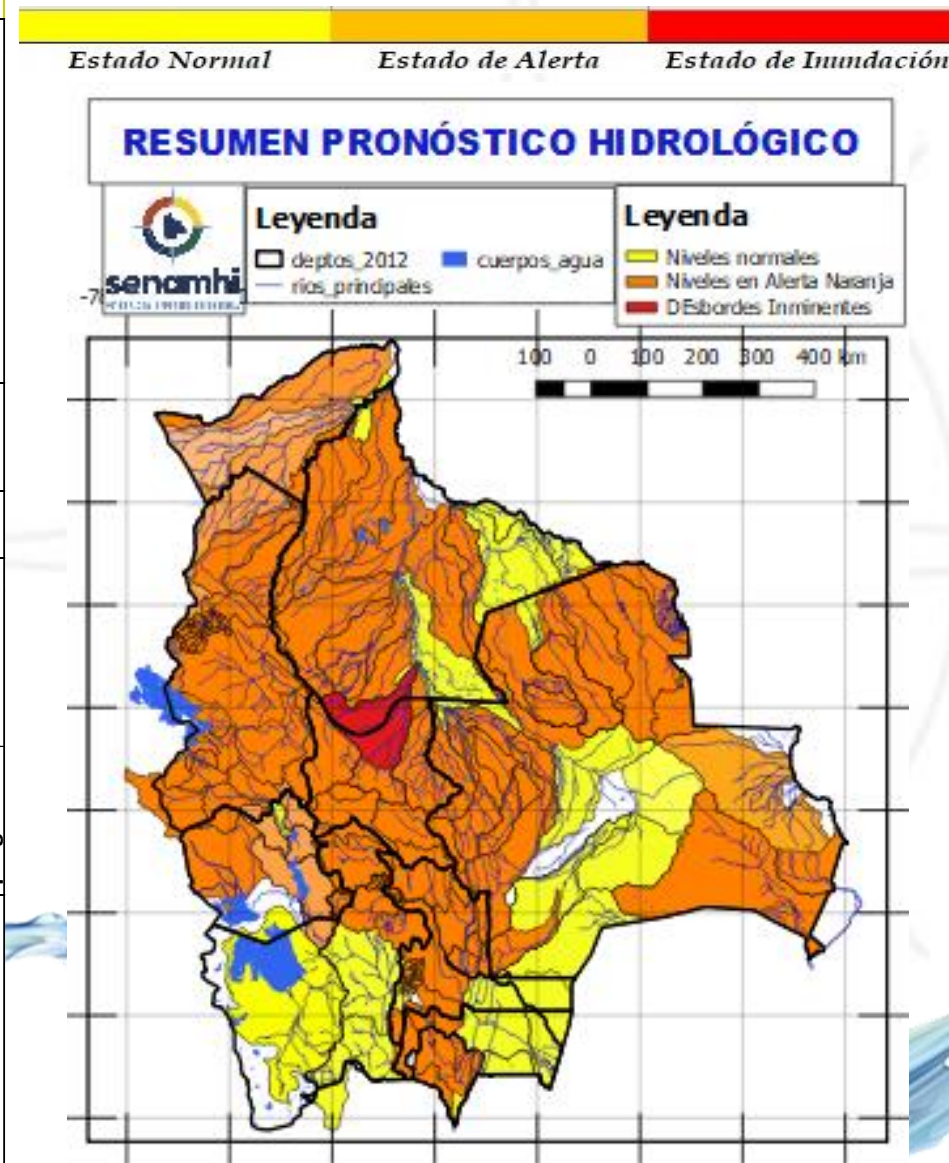 Estado Normal Estado de Alerta Estado de Inundación
RESUMEN PRONÓSTICO HIDROLÓGICO
senamhi
Leyenda
deptos_2012 cuerpos_agua
rios_principales
Leyenda
Niveles normales
Niveles en Alerta Naranja
DEsbordes Inminentes
100 0 100 200 300 400 km